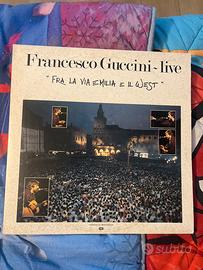 Francesco Guccini-live
"FRA LA VIA EMILIA E IL WEST"
subito